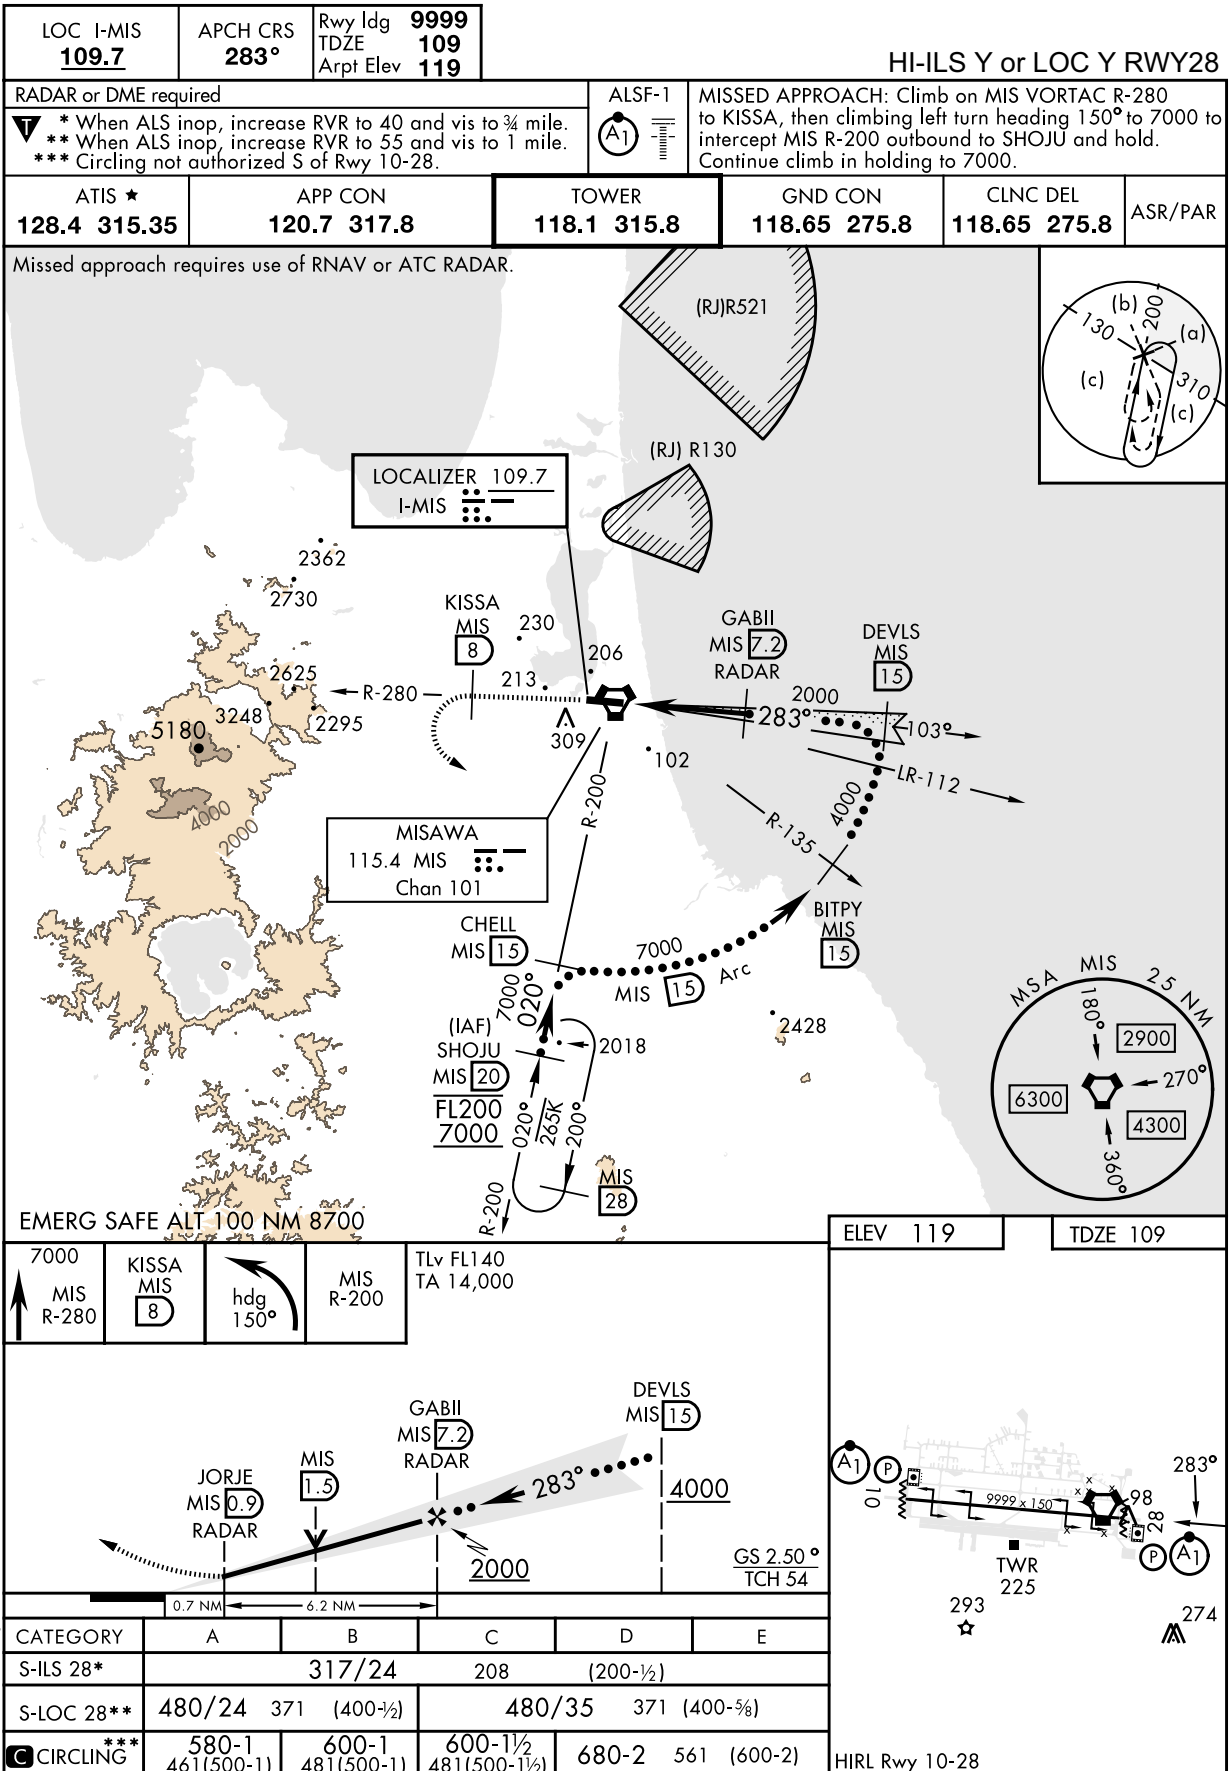 LOC I-MIS
109.7
APCH CRS
283°
Rwy ldg 9999
TDZE 109
Arpt Elev 119
HI-ILS Y or LOC Y RWY28
RADAR or DME required
T
* When ALS inop, increase RVR to 40 and vis to ¾ mile.
** When ALS inop, increase RVR to 55 and vis to 1 mile.
*** Circling not authorized S of Rwy 10-28.
ALSF-1
A1
MISSED APPROACH: Climb on MIS VORTAC R-280
to KISSA, then climbing left turn heading 150° to 7000 to
intercept MIS R-200 outbound to SHOJU and hold.
Continue climb in holding to 7000.
ATIS ★
128.4 315.35
APP CON
120.7 317.8
TOWER
118.1 315.8
GND CON
118.65 275.8
CLNC DEL
118.65 275.8
ASR/PAR
Missed approach requires use of RNAV or ATC RADAR.
(RJ)R521
(b)
200
130
(a)
(c)
310
(c)
(RJ) R130
LOCALIZER 109.7
I-MIS
2362
2730
KISSA
MIS
8
230
206
213
GABII
MIS 7.2
RADAR
DEVLS
MIS
15
2625
3248
2295
5180
R-280
309
2000
283°
103°
102
LR-112
4000
R-135
R-200
4000
2000
MISAWA
115.4 MIS
Chan 101
CHELL
MIS 15
7000
MIS 15 Arc
BITPY
MIS
15
7000
020°
(IAF)
SHOJU
MIS 20
FL200
7000
2018
2428
020°
265K
200°
MIS
28
R-200
MSA MIS 25 NM
180°
2900
270°
6300
4300
360°
EMERG SAFE ALT 100 NM 8700
ELEV 119
TDZE 109
7000
MIS
R-280
KISSA
MIS
8
hdg
150°
MIS
R-200
TLv FL140
TA 14,000
DEVLS
MIS 15
GABII
MIS 7.2
RADAR
MIS
1.5
JORJE
MIS 0.9
RADAR
283°
4000
2000
GS 2.50°
TCH 54
0.7 NM
6.2 NM
A1
P
10
9999 x 150
98
28
283°
P
A1
TWR
225
293
274
HIRL Rwy 10-28
CATEGORY A B C D E
S-ILS 28* 317/24 208 (200-½)
S-LOC 28** 480/24 371 (400-½) 480/35 371 (400-⅝)
C CIRCLING *** 580-1 600-1 600-1½ 680-2 561 (600-2)
461(500-1) 481(500-1) 481(500-1½)